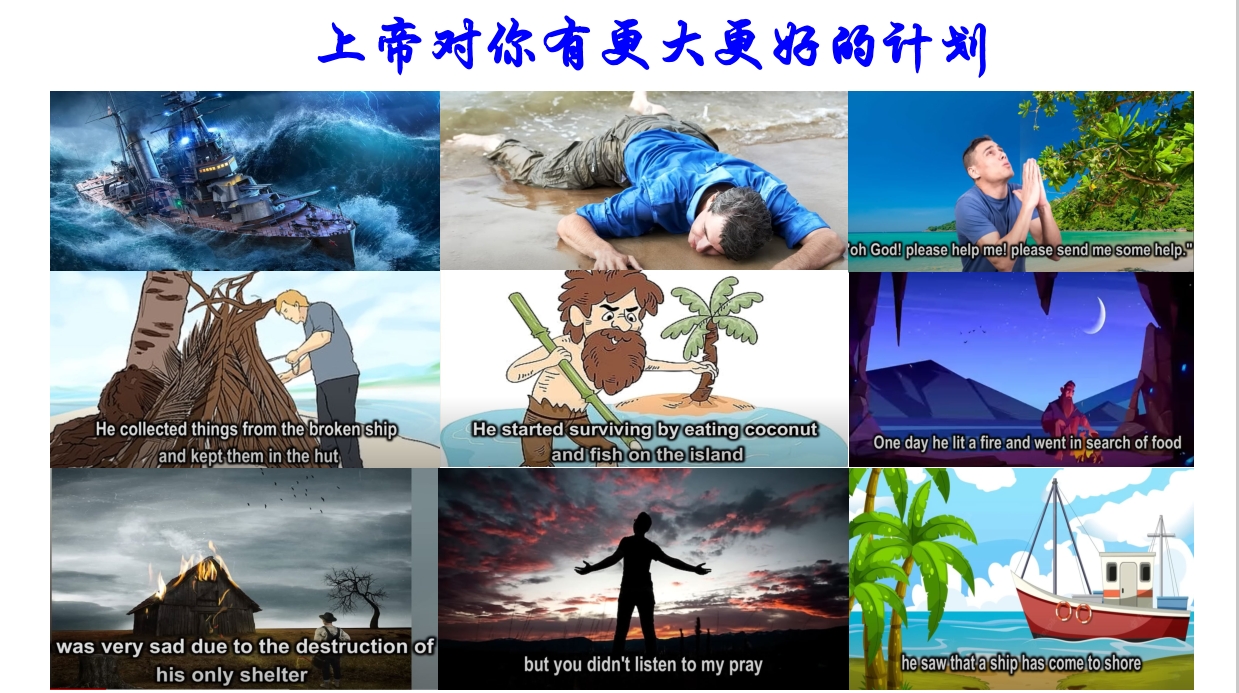 上帝对你有更大更好的计划
"oh God! please help me! please send me some help."
He collected things from the broken ship
and kept them in the hut
He started surviving by eating coconut
and fish on the island
One day he lit a fire and went in search of food
was very sad due to the destruction of
his only shelter
but you didn't listen to my pray
he saw that a ship has come to shore